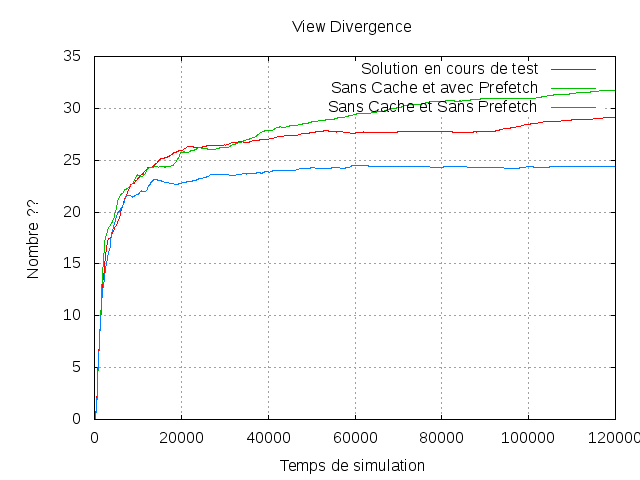 View Divergence
Solution en cours de test
Sans Cache et avec Prefetch
Sans Cache et Sans Prefetch
35
30
25
20
15
10
5
0
Nombre ??
0 20000 40000 60000 80000 100000 120000
Temps de simulation